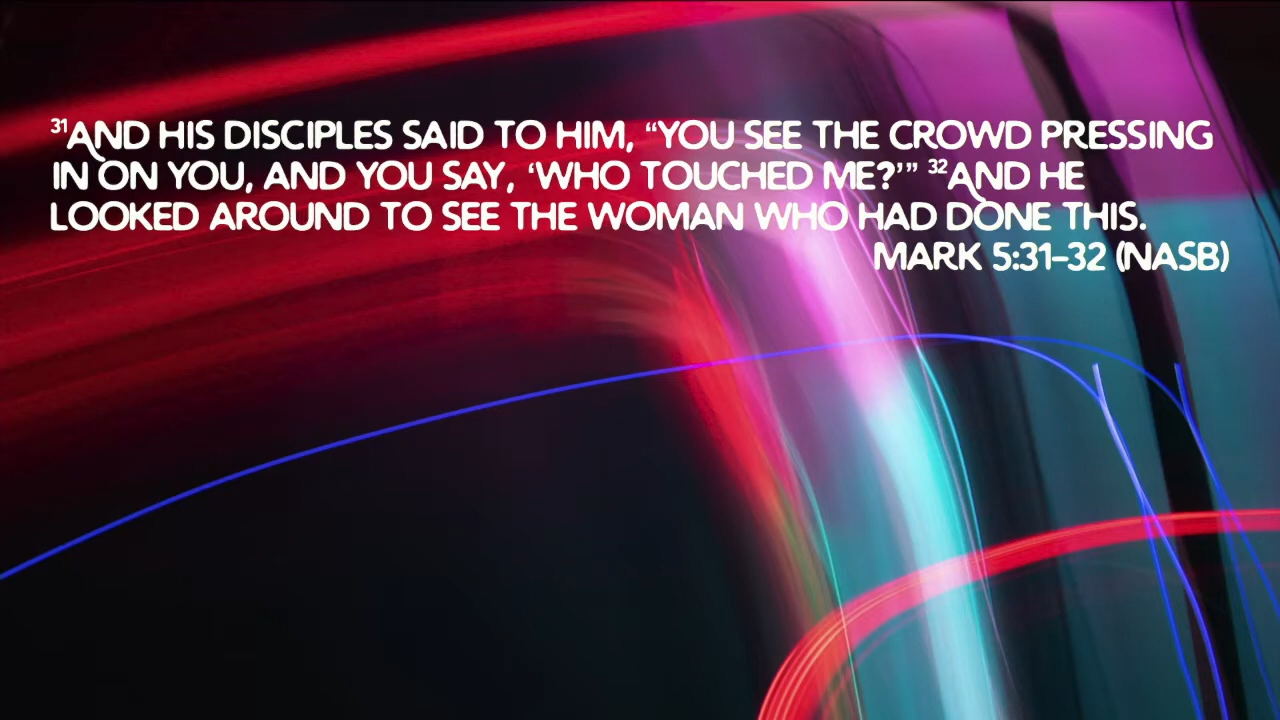 ³¹AND HIS DISCIPLES SAID TO HIM, “YOU SEE THE CROWD PRESSING
IN ON YOU, AND YOU SAY, ‘WHO TOUCHED ME?’” ³²AND HE
LOOKED AROUND TO SEE THE WOMAN WHO HAD DONE THIS.
MARK 5:31–32 (NASB)